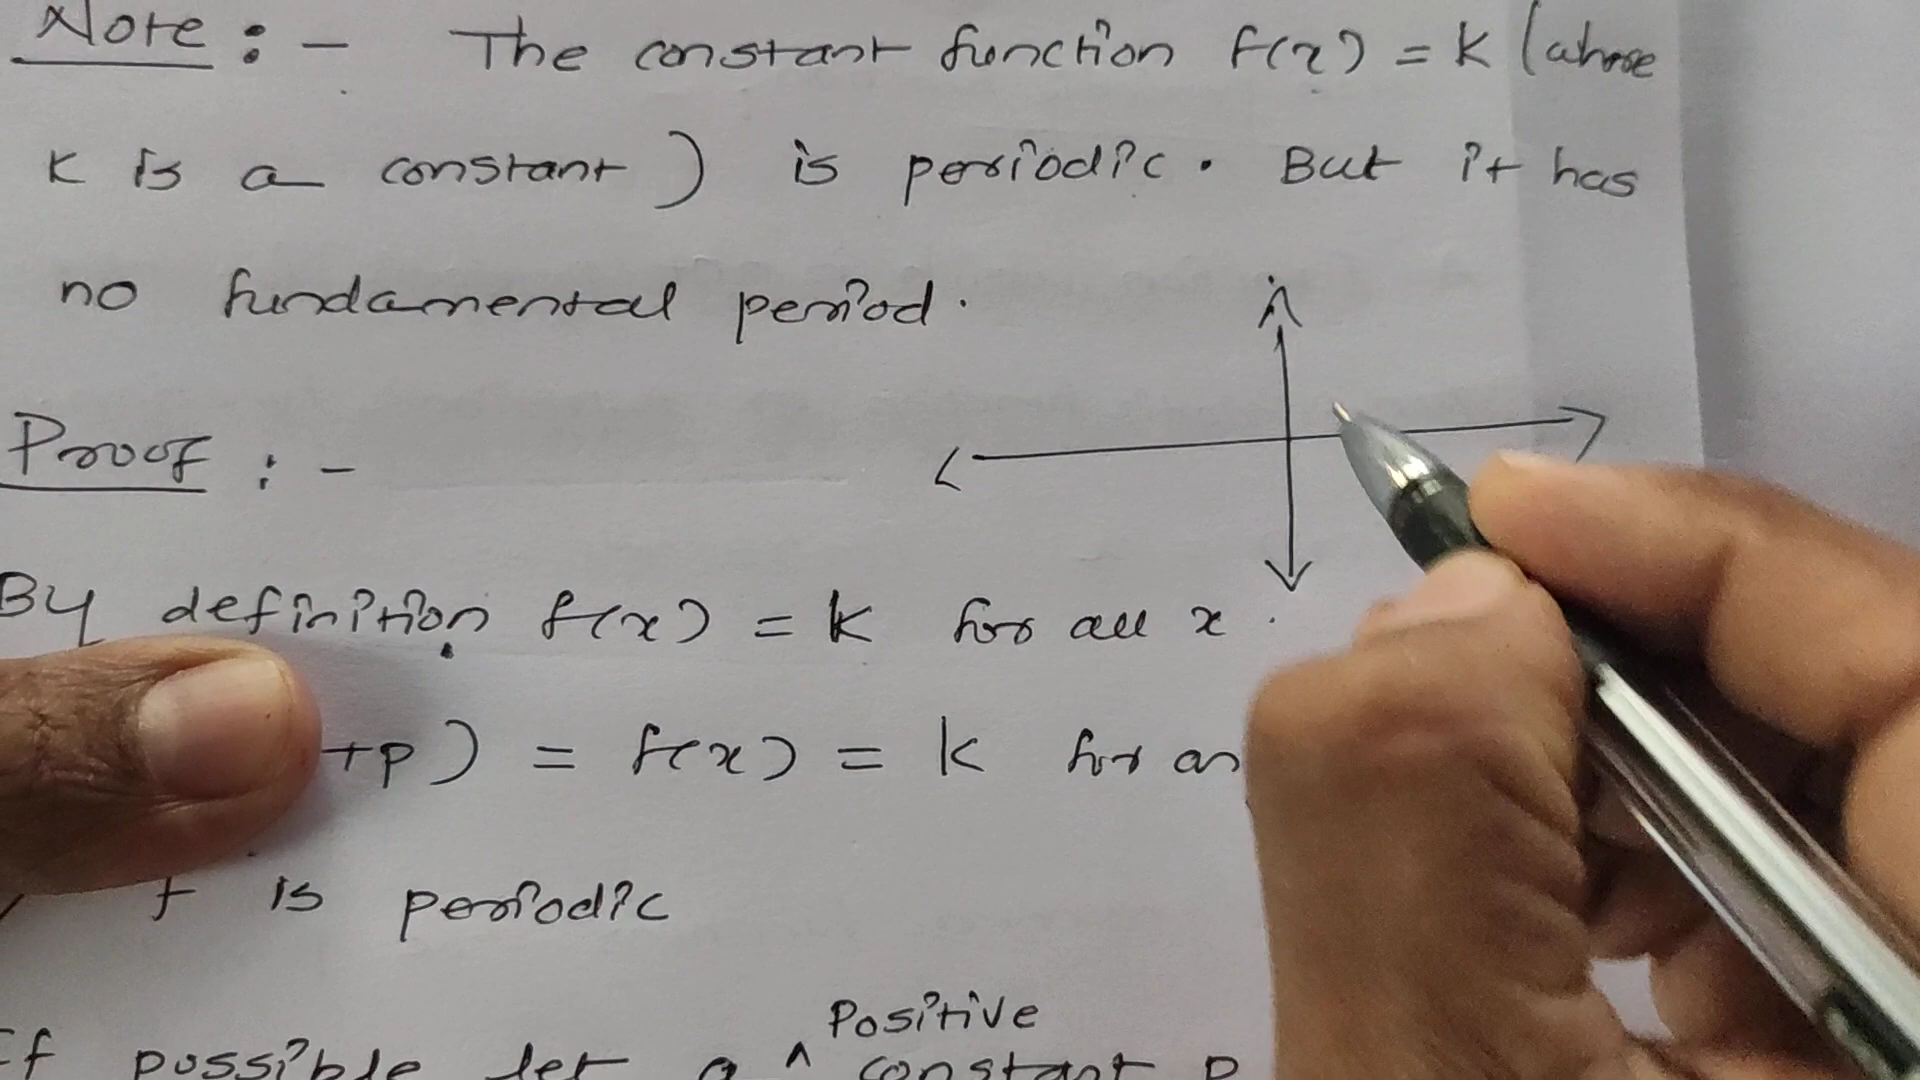 Note :- The constant function f(x) = K (where
K is a constant) is periodic. But it has
no fundamental period.
Proof :-
By definition f(x) = K for all x.
+p) = f(x) = K for an
f is periodic
Positive
If possible let a ^ constant p